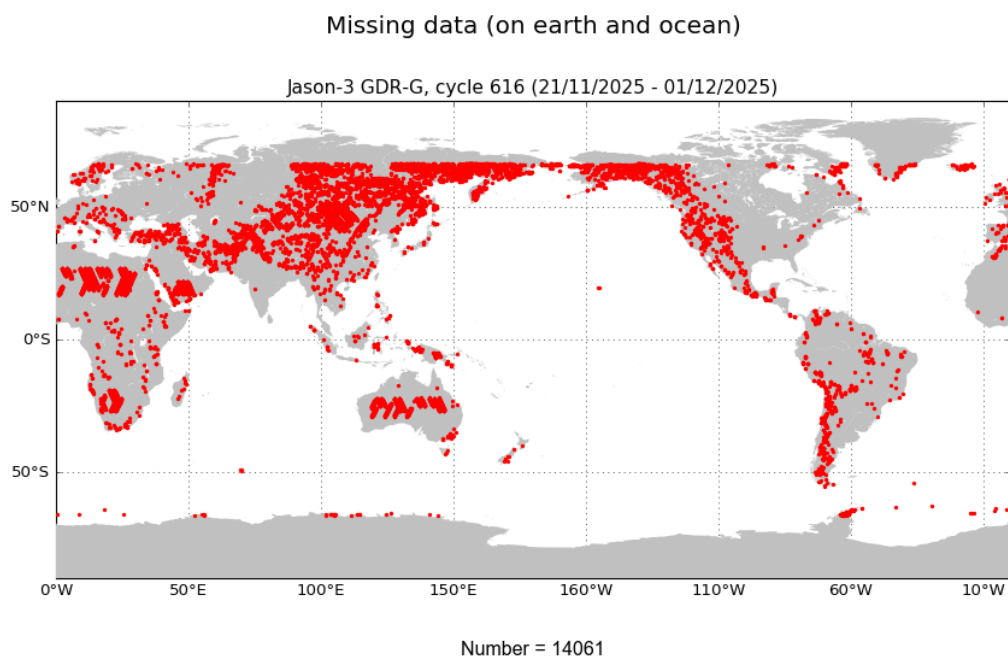 Missing data (on earth and ocean)
Jason-3 GDR-G, cycle 616 (21/11/2025 - 01/12/2025)
50°N
0°S
50°S
0°W 50°E 100°E 150°E 160°W 110°W 60°W 10°W
Number = 14061